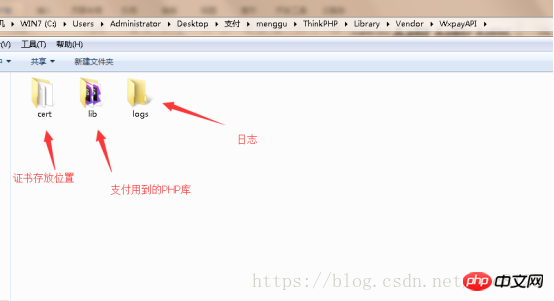 机 ▸ WIN7 (C:) ▸ Users ▸ Administrator ▸ Desktop ▸ 支付 ▸ menggu ▸ ThinkPHP ▸ Library ▸ Vendor ▸ WxpayAPI ▸
(V) 工具(T) 帮助(H)
共享 ▼ 新建文件夹
cert
lib
logs
日志
证书存放位置
支付用到的PHP库
https://blog.csdn.net
php 中文网